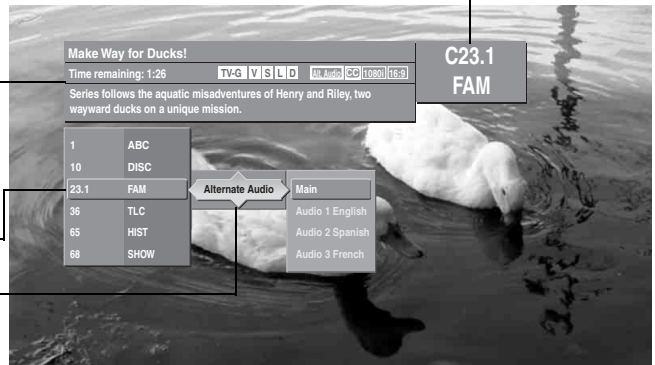 Make Way for Ducks!
Time remaining: 1:26 TV-G V S L D Alt. Audio CC 1080i 16:9
Series follows the aquatic misadventures of Henry and Riley, two
wayward ducks on a unique mission.
C23.1
FAM
1 ABC
10 DISC
23.1 FAM Alternate Audio Main
36 TLC Audio 1 English
65 HIST Audio 2 Spanish
68 SHOW Audio 3 French